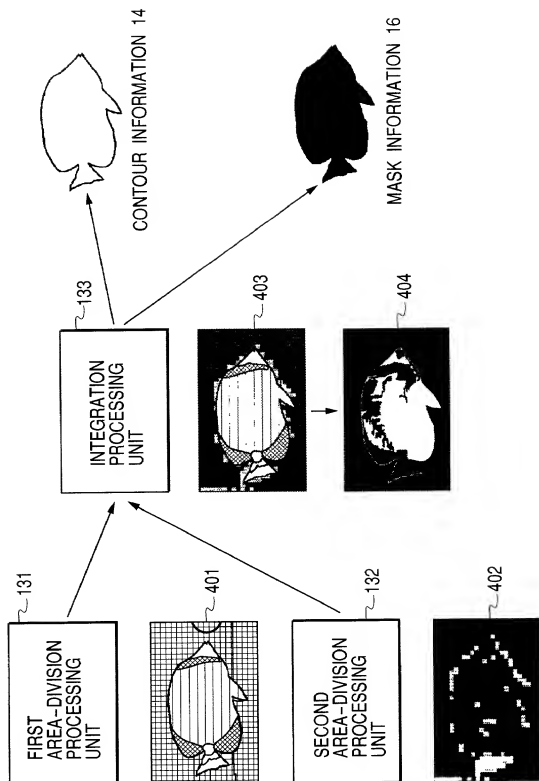 FIRST
AREA-DIVISION
PROCESSING
UNIT
131
401
SECOND
AREA-DIVISION
PROCESSING
UNIT
132
402
INTEGRATION
PROCESSING
UNIT
133
403
404
CONTOUR INFORMATION 14
MASK INFORMATION 16